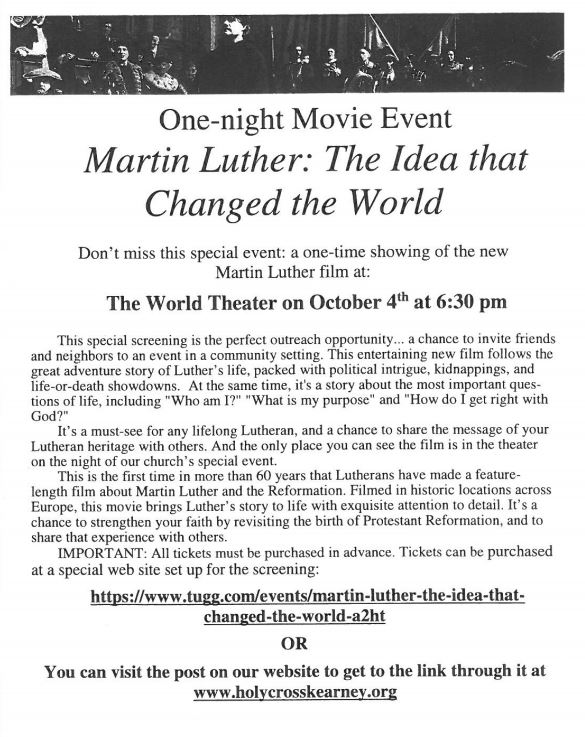 One-night Movie Event
Martin Luther: The Idea that
Changed the World
Don't miss this special event: a one-time showing of the new
Martin Luther film at:
The World Theater on October 4th at 6:30 pm
This special screening is the perfect outreach opportunity... a chance to invite friends
and neighbors to an event in a community setting. This entertaining new film follows the
great adventure story of Luther's life, packed with political intrigue, kidnappings, and
life-or-death showdowns.  At the same time, it's a story about the most important ques-
tions of life, including "Who am I?" "What is my purpose" and "How do I get right with
God?"
It's a must-see for any lifelong Lutheran, and a chance to share the message of your
Lutheran heritage with others. And the only place you can see the film is in the theater
on the night of our church's special event.
This is the first time in more than 60 years that Lutherans have made a feature-
length film about Martin Luther and the Reformation. Filmed in historic locations across
Europe, this movie brings Luther's story to life with exquisite attention to detail. It's a
chance to strengthen your faith by revisiting the birth of Protestant Reformation, and to
share that experience with others.
IMPORTANT: All tickets must be purchased in advance. Tickets can be purchased
at a special web site set up for the screening:
https://www.tugg.com/events/martin-luther-the-idea-that-
changed-the-world-a2ht
OR
You can visit the post on our website to get to the link through it at
www.holycrosskearney.org